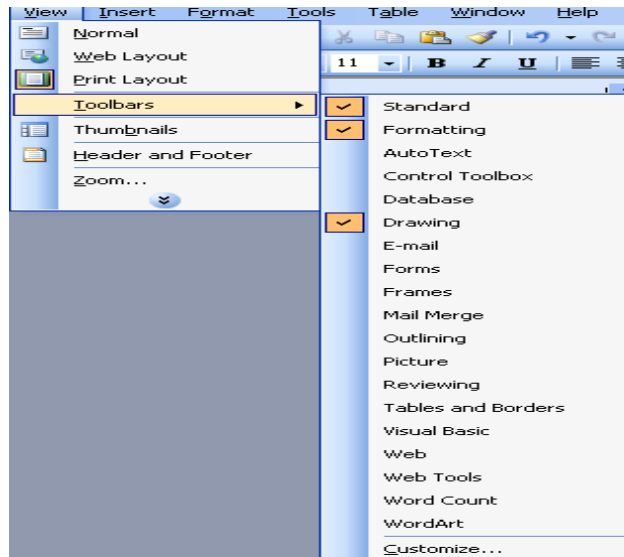 View Insert Format Tools Table Window Help
Normal
Web Layout
11 B I U
Print Layout
Toolbars
Standard
Thumbnails
Formatting
Header and Footer
AutoText
Zoom...
Control Toolbox
Database
Drawing
E-mail
Forms
Frames
Mail Merge
Outlining
Picture
Reviewing
Tables and Borders
Visual Basic
Web
Web Tools
Word Count
WordArt
Customize...